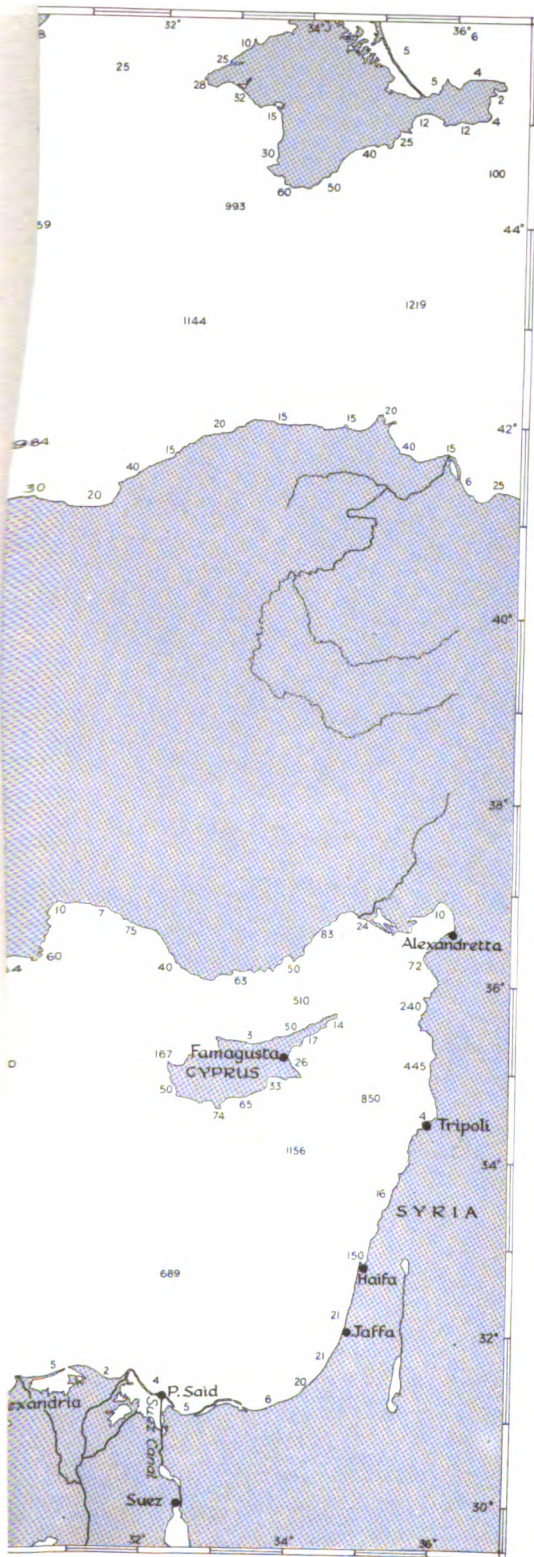 32° 34° 36°
8 10 5 6
25 25 5 4
28 32 2
15 12 12 4
30 40 25
60 50 100
993
59 44°
1219
1144
20
20 15 15 42°
984 15 40 15
40
30 20 6 25
40°
38°
10 7 83 24 10
75 Alexandretta
60 40 63 50 72
36°
510 240
50 14
3 17
167 Famagusta 26 445
CYPRUS
50 33
74 65 850
4 Tripoli
1156
34°
16
SYRIA
150
689 Haifa
21
Jaffa 32°
21
5 2 4 20
P. Said
exandria 5 6
Suez Canal
Suez 30°
32° 34° 36°